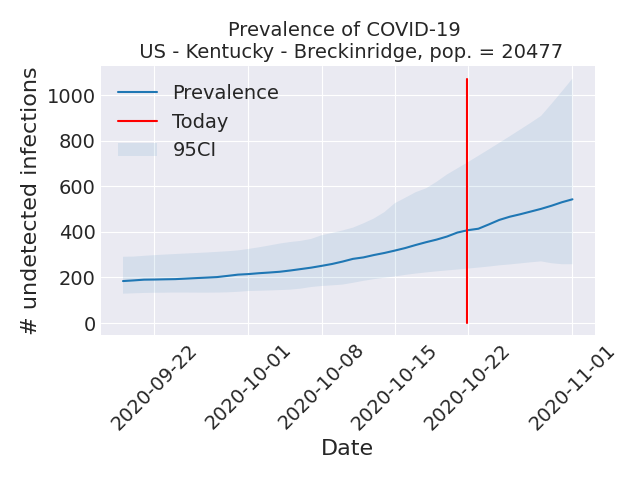 Prevalence of COVID-19
US - Kentucky - Breckinridge, pop. = 20477
# undetected infections
1000
800
600
400
200
0
Prevalence
Today
95CI
2020-09-22
2020-10-01
2020-10-08
2020-10-15
2020-10-22
2020-11-01
Date